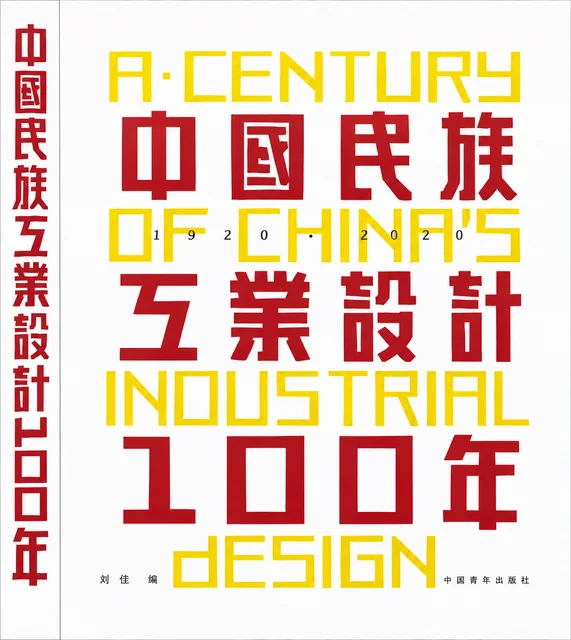 中國民族工業設計100年
A·CENTURY
中國民族
OF CHINA'S
1920·2020
工業設計
INDUSTRIAL
100年
dESIGN
刘佳 编
中国青年出版社